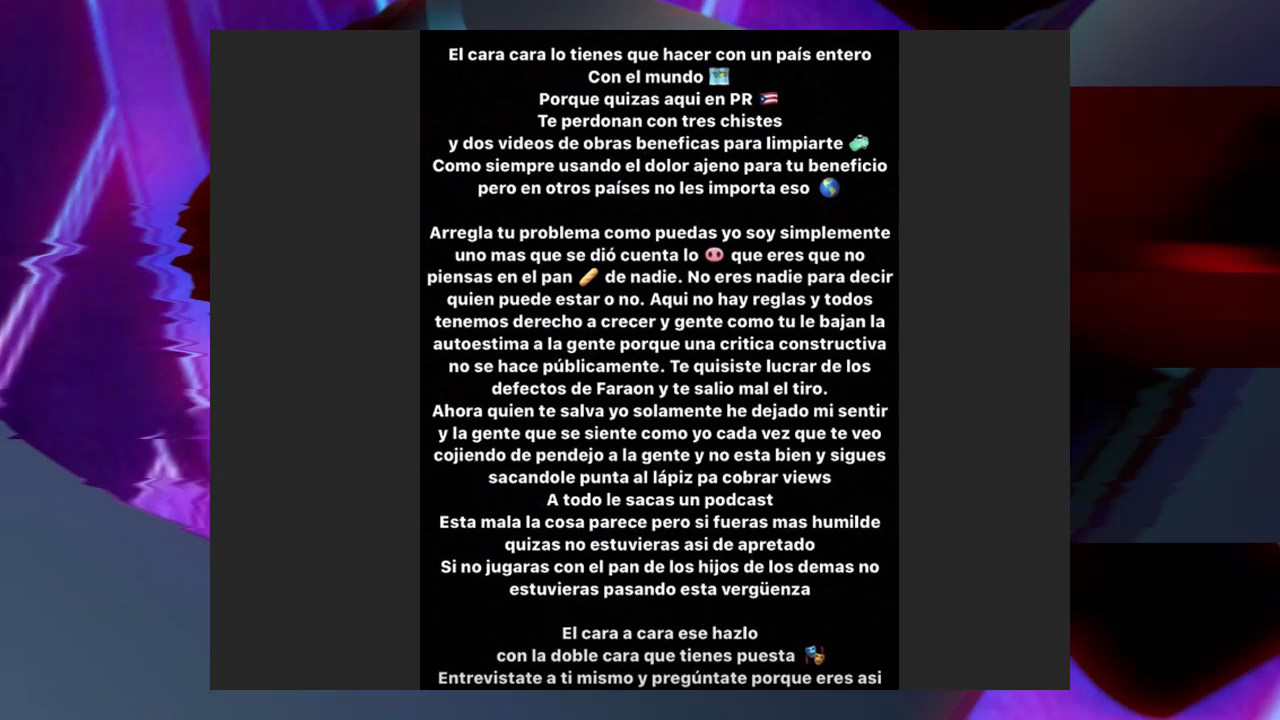 El cara cara lo tienes que hacer con un país entero
Con el mundo 🗺️
Porque quizas aqui en PR 🇵🇷
Te perdonan con tres chistes
y dos videos de obras beneficas para limpiarte 🧼
Como siempre usando el dolor ajeno para tu beneficio
pero en otros países no les importa eso 🌎
Arregla tu problema como puedas yo soy simplemente
uno mas que se dió cuenta lo 🐽 que eres que no
piensas en el pan 🥖 de nadie. No eres nadie para decir
quien puede estar o no. Aqui no hay reglas y todos
tenemos derecho a crecer y gente como tu le bajan la
autoestima a la gente porque una critica constructiva
no se hace públicamente. Te quisiste lucrar de los
defectos de Faraon y te salio mal el tiro.
Ahora quien te salva yo solamente he dejado mi sentir
y la gente que se siente como yo cada vez que te veo
cojiendo de pendejo a la gente y no esta bien y sigues
sacandole punta al lápiz pa cobrar views
A todo le sacas un podcast
Esta mala la cosa parece pero si fueras mas humilde
quizas no estuvieras asi de apretado
Si no jugaras con el pan de los hijos de los demas no
estuvieras pasando esta vergüenza
El cara a cara ese hazlo
con la doble cara que tienes puesta 🎭
Entrevistate a ti mismo y pregúntate porque eres asi